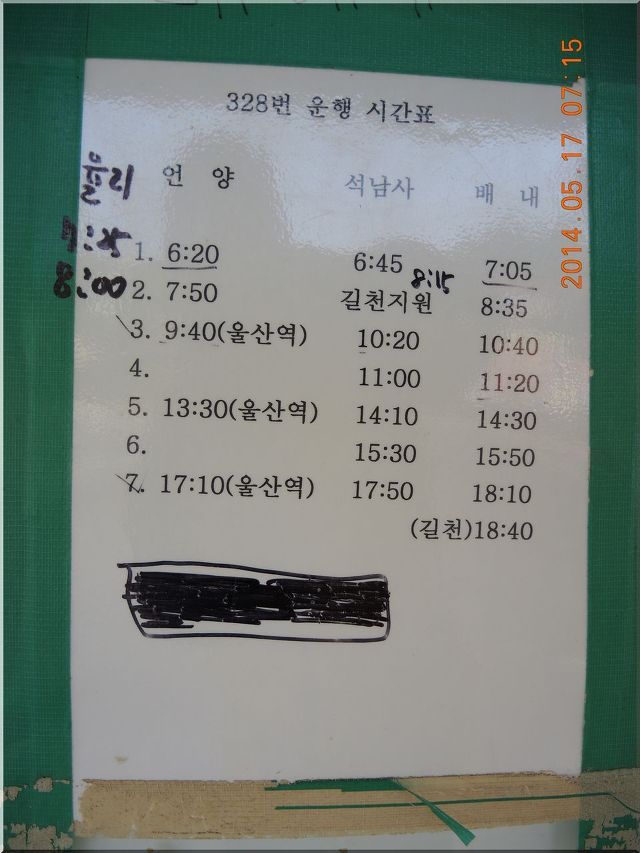 328번 운행 시간표
언 양 석남사 배 내
1. 6:20 6:45 7:05
8:00 2. 7:50 길천지원 8:15 8:35
3. 9:40(울산역) 10:20 10:40
4. 11:00 11:20
5. 13:30(울산역) 14:10 14:30
6. 15:30 15:50
7. 17:10(울산역) 17:50 18:10
(길천)18:40
2014.05.17 07:15